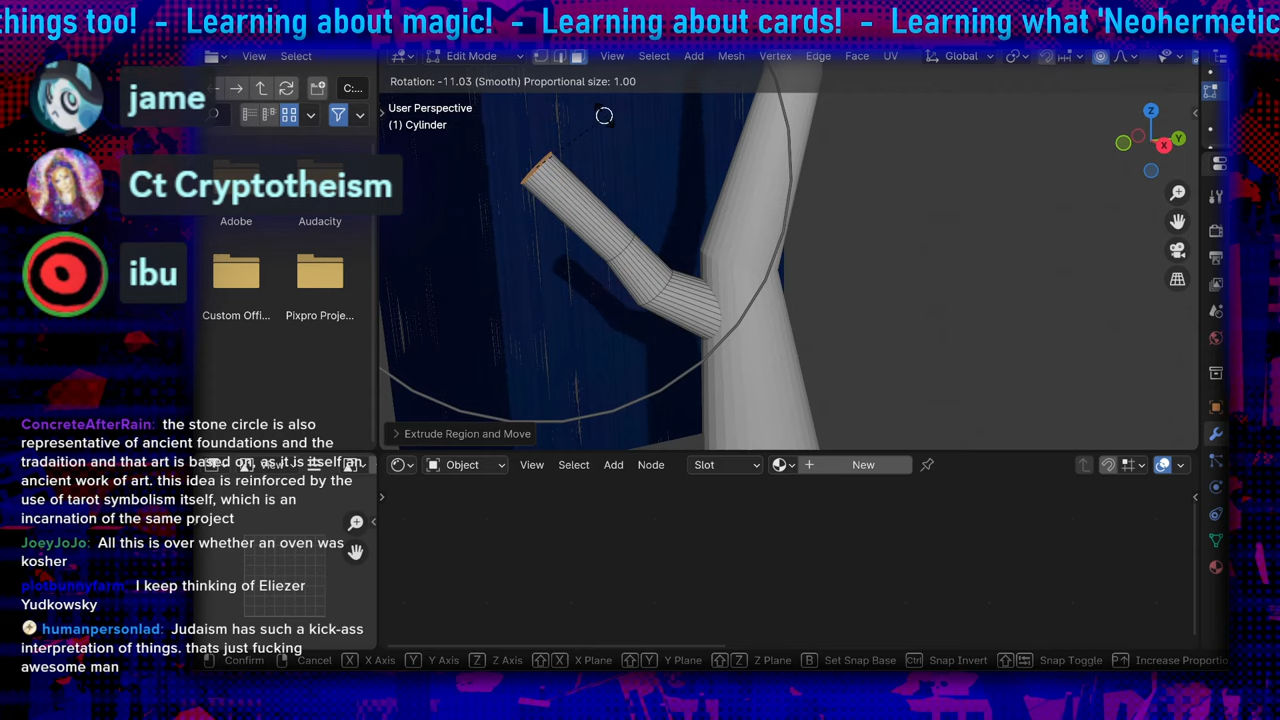 things too! - Learning about magic! - Learning about cards! - Learning what 'Neohermetic
View Select
Edit Mode View Select Add Mesh Vertex Edge Face UV Global
C:...
Rotation: -11.03 (Smooth) Proportional size: 1.00
jame
User Perspective
(1) Cylinder
Z
Y
X
Ct Cryptotheism
Adobe Audacity
ibu
Custom Offi... Pixpro Proje...
ConcreteAfterRain: the stone circle is also
representative of ancient foundations and the
tradaition and that art is based on, as it is itself an
ancient work of art. this idea is reinforced by the
use of tarot symbolism itself, which is an
incarnation of the same project
JoeyJoJo: All this is over whether an oven was
kosher
plotbunnyfarm: I keep thinking of Eliezer
Yudkowsky
humanpersonlad: Judaism has such a kick-ass
interpretation of things. thats just fucking
awesome man
Extrude Region and Move
Object View Select Add Node Slot New
Confirm Cancel X X Axis Y Y Axis Z Z Axis X X Plane Y Y Plane Z Z Plane B Set Snap Base Ctrl Snap Invert Snap Toggle Increase Proportio